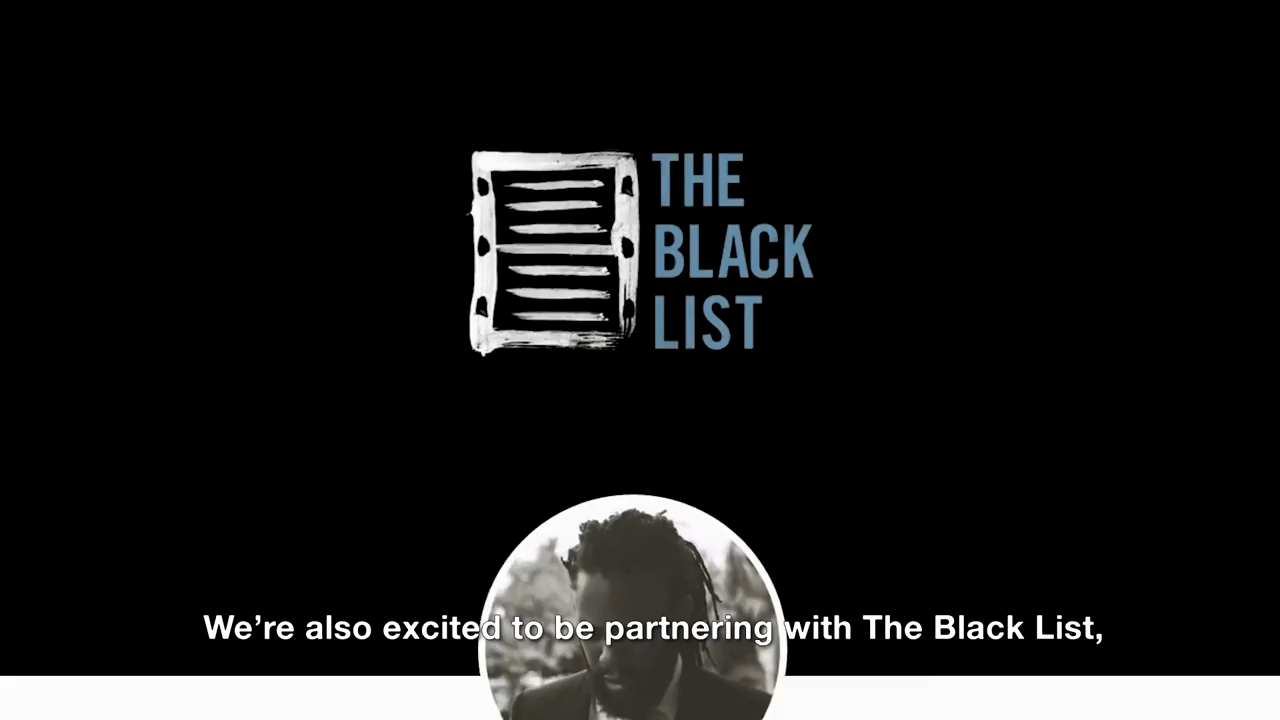 THE
BLACK
LIST
We’re also excited to be partnering with The Black List,